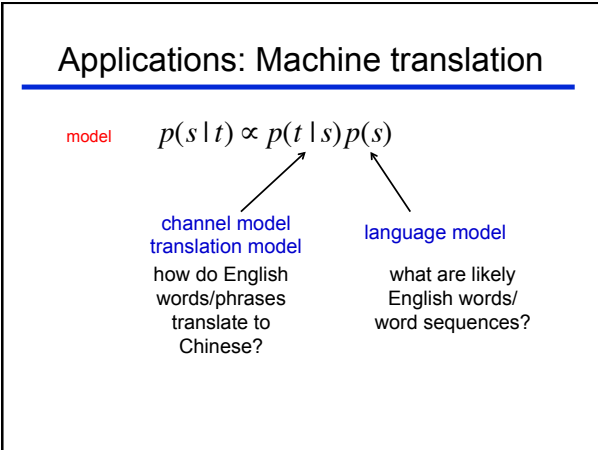 Applications: Machine translation
model p(s | t) ∝ p(t | s)p(s)
channel model
translation model
how do English
words/phrases
translate to
Chinese?
language model
what are likely
English words/
word sequences?